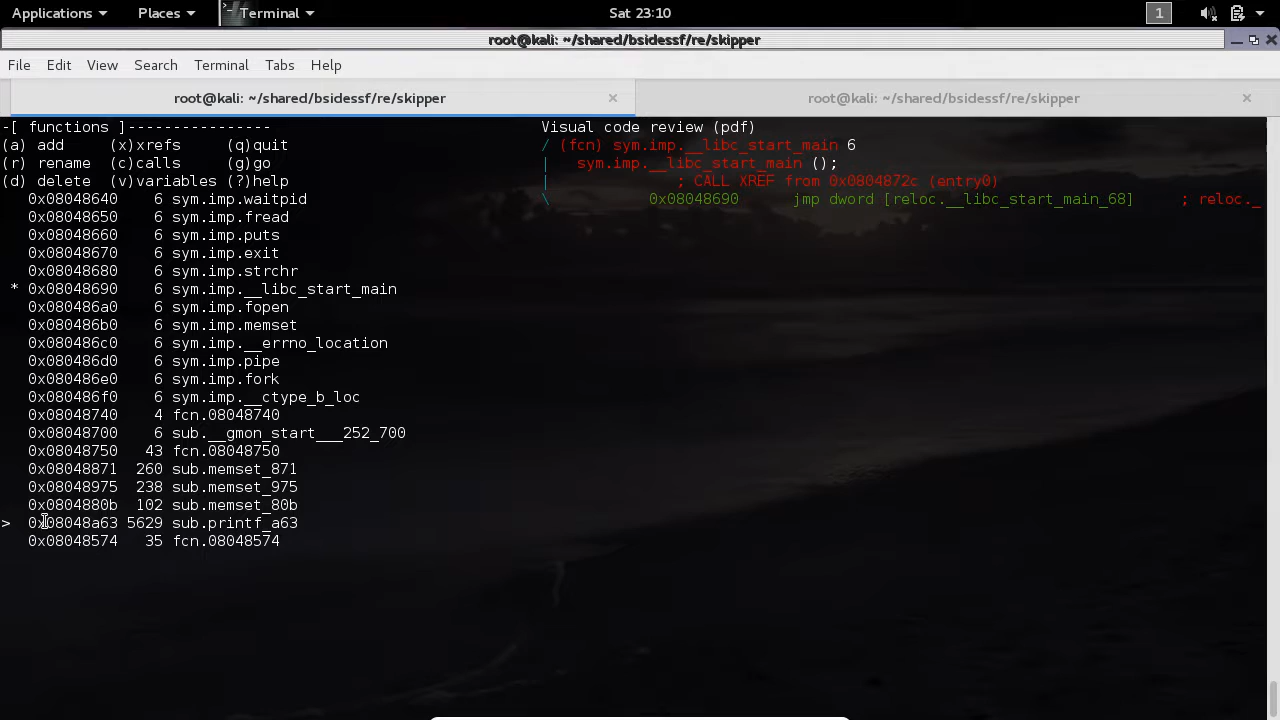 Applications Places Terminal Sat 23:10 1
root@kali: ~/shared/bsidessf/re/skipper
File Edit View Search Terminal Tabs Help
root@kali: ~/shared/bsidessf/re/skipper × root@kali: ~/shared/bsidessf/re/skipper ×
-[ functions ]---------------- Visual code review (pdf)
(a) add (x)xrefs (q)quit / (fcn) sym.imp.__libc_start_main 6
(r) rename (c)calls (g)go | sym.imp.__libc_start_main ();
(d) delete (v)variables (?)help | ; CALL XREF from 0x0804872c (entry0)
0x08048640 6 sym.imp.waitpid \ 0x08048690 jmp dword [reloc.__libc_start_main_68] ; reloc._
0x08048650 6 sym.imp.fread
0x08048660 6 sym.imp.puts
0x08048670 6 sym.imp.exit
0x08048680 6 sym.imp.strchr
* 0x08048690 6 sym.imp.__libc_start_main
0x080486a0 6 sym.imp.fopen
0x080486b0 6 sym.imp.memset
0x080486c0 6 sym.imp.__errno_location
0x080486d0 6 sym.imp.pipe
0x080486e0 6 sym.imp.fork
0x080486f0 6 sym.imp.__ctype_b_loc
0x08048740 4 fcn.08048740
0x08048700 6 sub.__gmon_start___252_700
0x08048750 43 fcn.08048750
0x08048871 260 sub.memset_871
0x08048975 238 sub.memset_975
0x0804880b 102 sub.memset_80b
> 0x08048a63 5629 sub.printf_a63
0x08048574 35 fcn.08048574